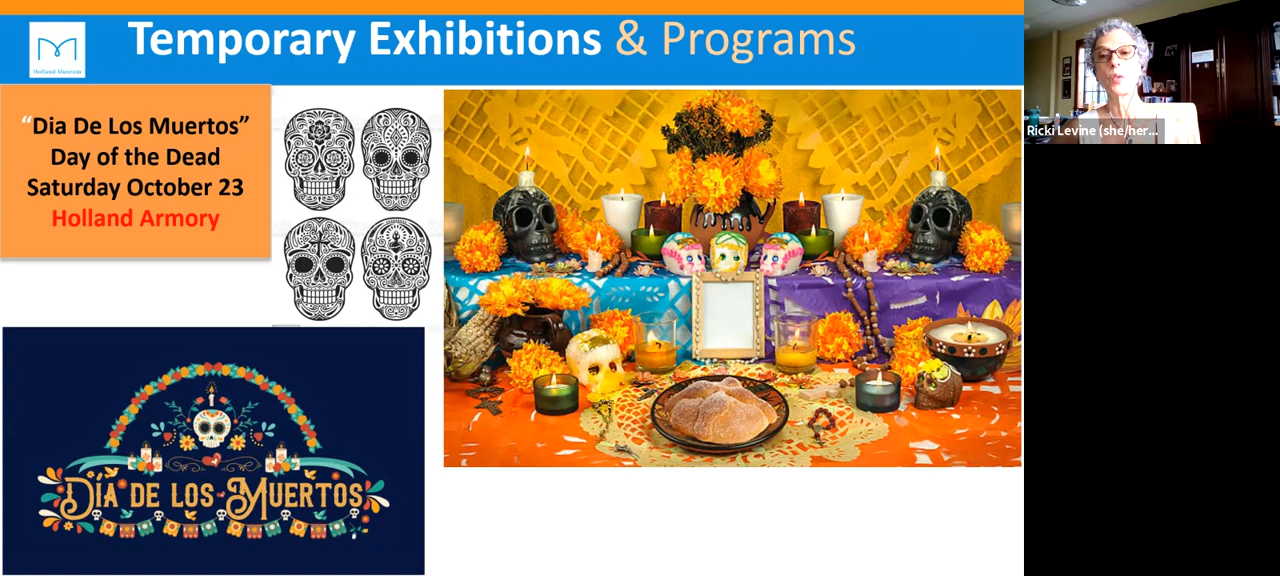 Temporary Exhibitions & Programs
Holland Museum
“Dia De Los Muertos”
Day of the Dead
Saturday October 23
Holland Armory
DÍA DE LOS MUERTOS
Ricki Levine (she/her...